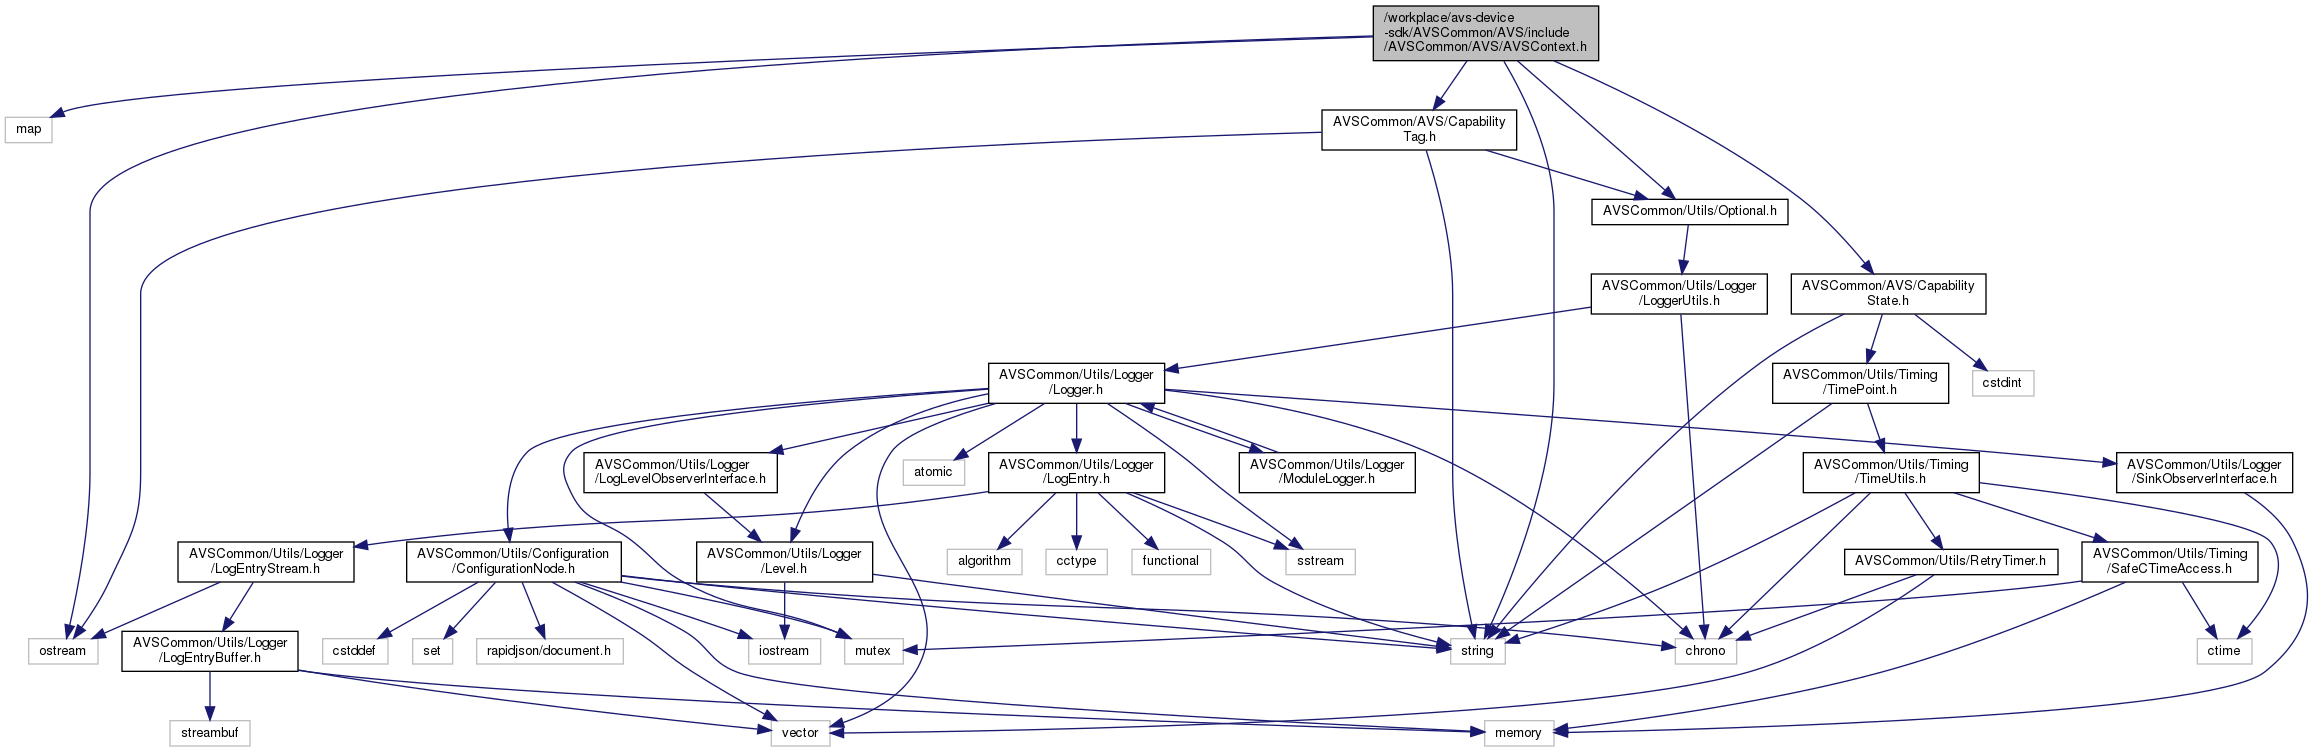 /workplace/avs-device
-sdk/AVSCommon/AVS/include
/AVSCommon/AVS/AVSContext.h
map
AVSCommon/AVS/Capability
Tag.h
AVSCommon/Utils/Optional.h
AVSCommon/Utils/Logger
/LoggerUtils.h
AVSCommon/AVS/Capability
State.h
AVSCommon/Utils/Logger
/Logger.h
AVSCommon/Utils/Timing
/TimePoint.h
cstdint
AVSCommon/Utils/Logger
/LogLevelObserverInterface.h
atomic
AVSCommon/Utils/Logger
/LogEntry.h
AVSCommon/Utils/Logger
/ModuleLogger.h
AVSCommon/Utils/Timing
/TimeUtils.h
AVSCommon/Utils/Logger
/SinkObserverInterface.h
AVSCommon/Utils/Logger
/LogEntryStream.h
AVSCommon/Utils/Configuration
/ConfigurationNode.h
AVSCommon/Utils/Logger
/Level.h
algorithm
cctype
functional
sstream
AVSCommon/Utils/RetryTimer.h
AVSCommon/Utils/Timing
/SafeCTimeAccess.h
ostream
AVSCommon/Utils/Logger
/LogEntryBuffer.h
cstddef
set
rapidjson/document.h
iostream
mutex
string
chrono
ctime
streambuf
vector
memory